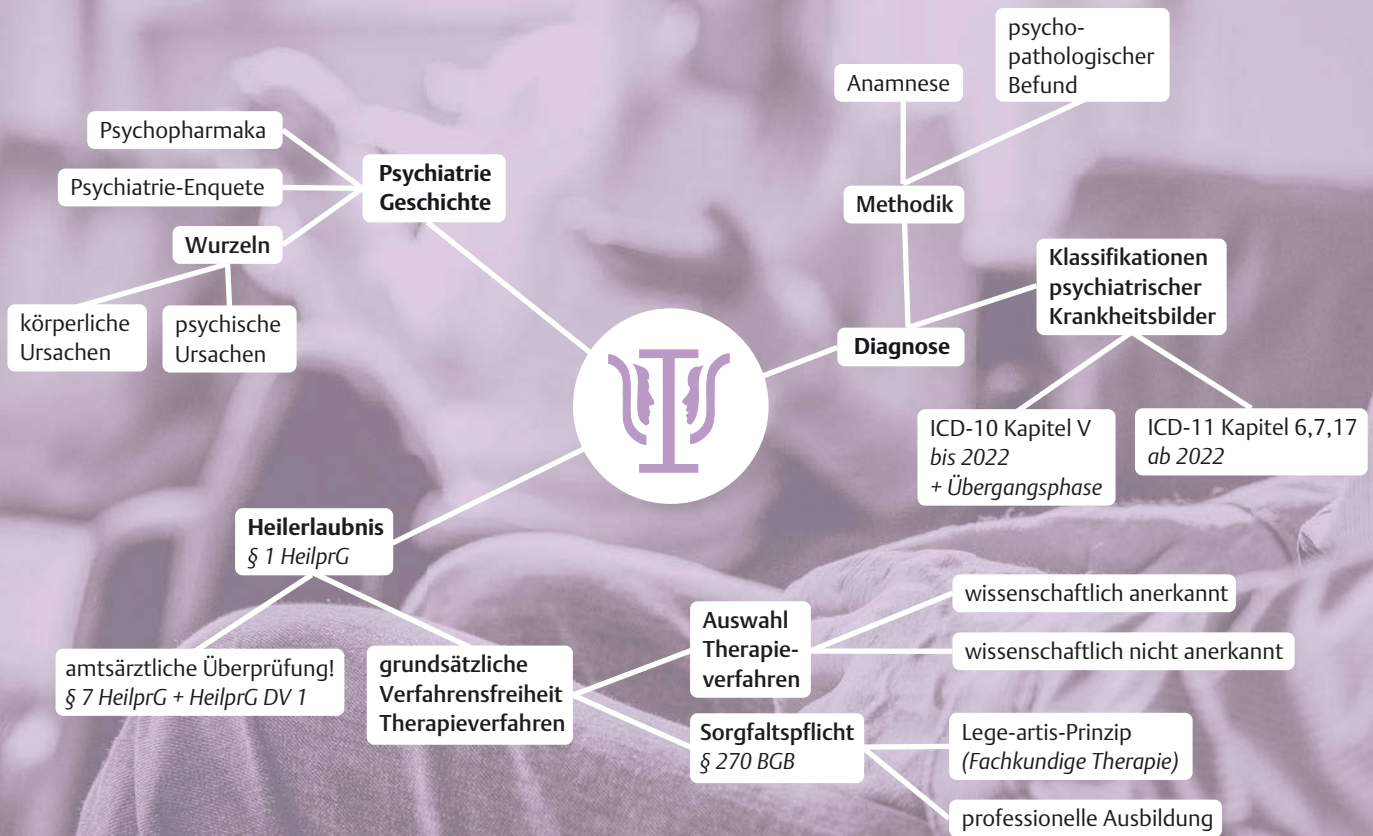 psycho-
pathologischer
Befund
Anamnese
Psychopharmaka
Psychiatrie-Enquete
Psychiatrie
Geschichte
Methodik
Wurzeln
Klassifikationen
psychiatrischer
Krankheitsbilder
körperliche
Ursachen
psychische
Ursachen
Diagnose
ICD-10 Kapitel V
bis 2022
+ Übergangsphase
ICD-11 Kapitel 6,7,17
ab 2022
Heilerlaubnis
§ 1 HeilprG
amtsärztliche Überprüfung!
§ 7 HeilprG + HeilprG DV 1
grundsätzliche
Verfahrensfreiheit
Therapieverfahren
Auswahl
Therapie-
verfahren
wissenschaftlich anerkannt
wissenschaftlich nicht anerkannt
Sorgfaltspflicht
§ 270 BGB
Lege-artis-Prinzip
(Fachkundige Therapie)
professionelle Ausbildung